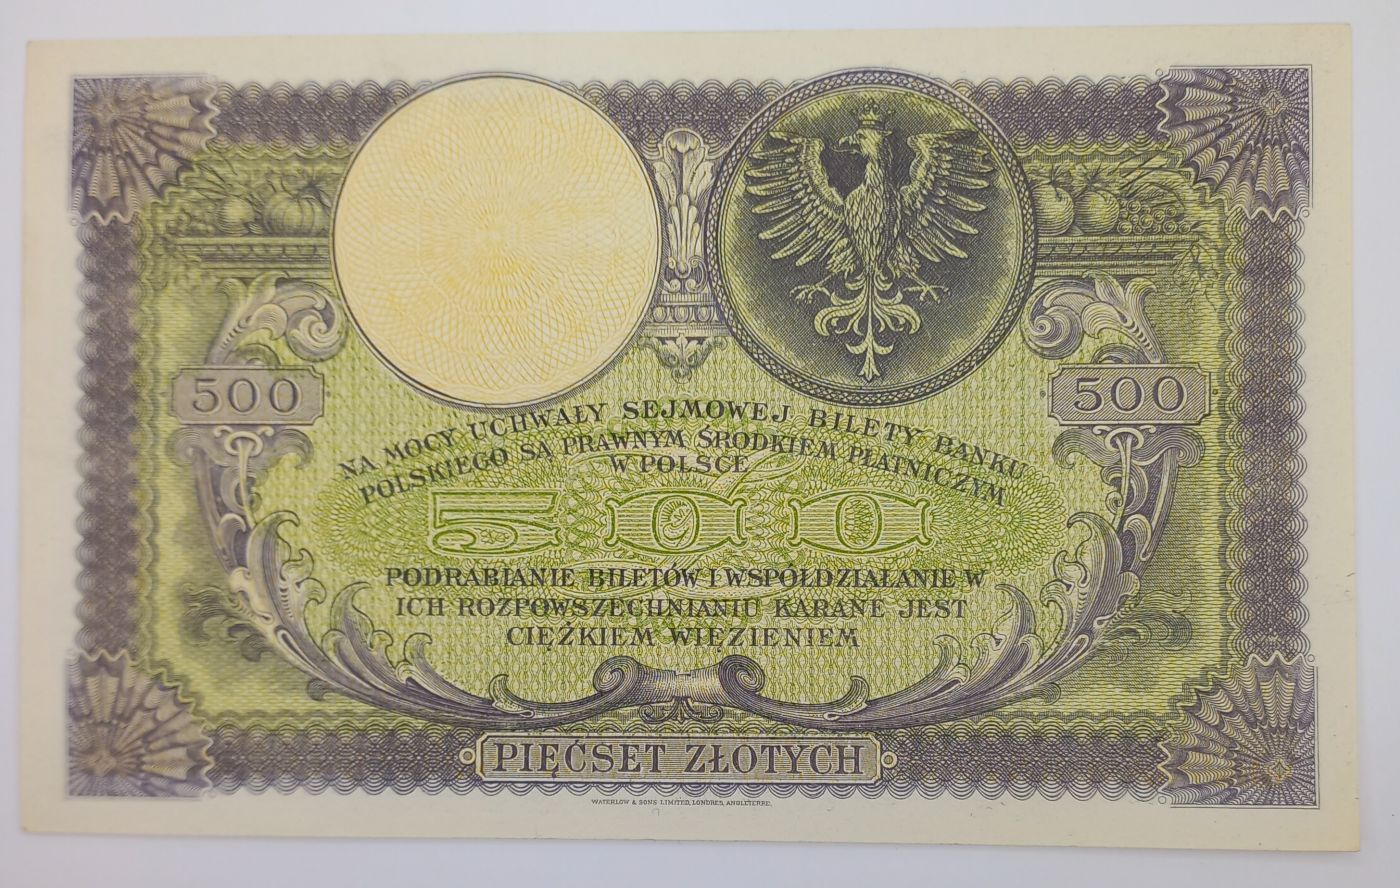 500
500
NA MOCY UCHWAŁY SEJMOWEJ BILETY BANKU
POLSKIEGO SĄ PRAWNYM ŚRODKIEM PŁATNICZYM
W POLSCE
500
PODRABIANIE BILETÓW I WSPÓŁDZIAŁANIE W
ICH ROZPOWSZECHNIANIU KARANE JEST
CIĘŻKIEM WIĘZIENIEM
PIĘĆSET ZŁOTYCH
WATERLOW & SONS LIMITED, LONDRES, ANGLETERRE.